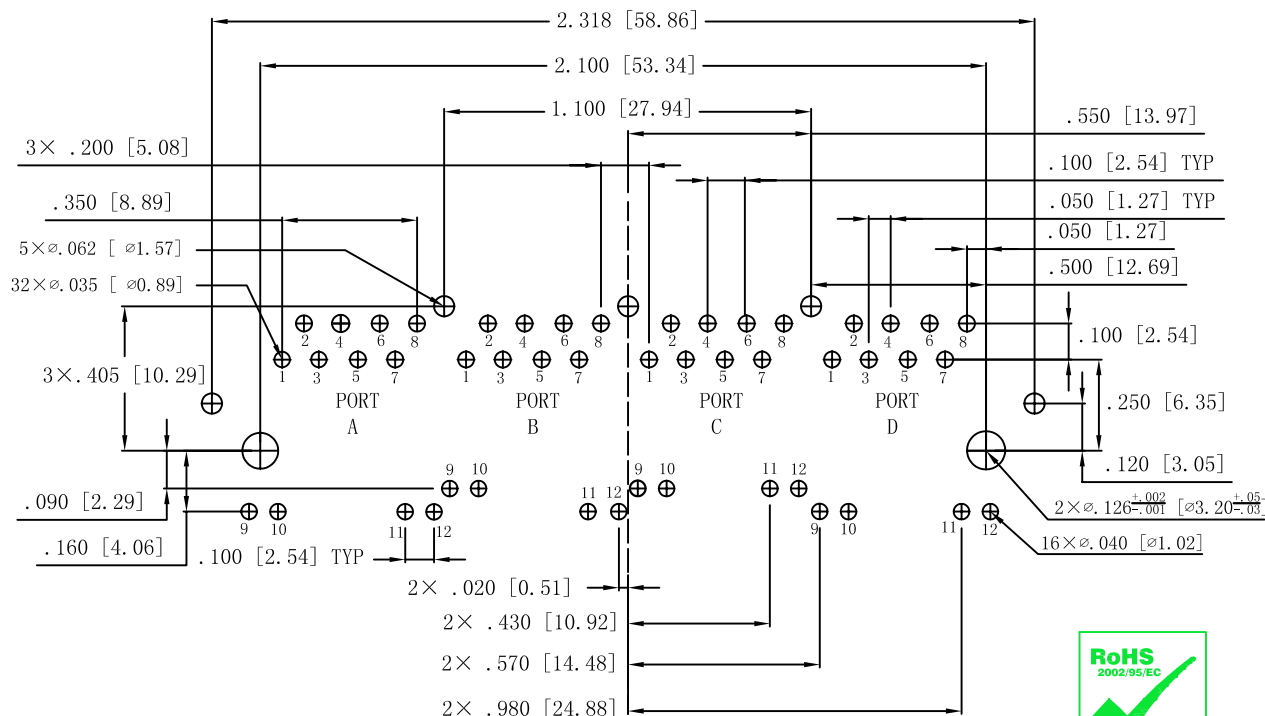 2.318 [58.86]
2.100 [53.34]
1.100 [27.94]
.550 [13.97]
3× .200 [5.08]
.100 [2.54] TYP
.350 [8.89]
.050 [1.27] TYP
.050 [1.27]
5×⌀.062 [ ⌀1.57]
.500 [12.69]
32×⌀.035 [ ⌀0.89]
2 4 6 8 2 4 6 8 2 4 6 8 2 4 6 8
.100 [2.54]
1 3 5 7 1 3 5 7 1 3 5 7 1 3 5 7
3×.405 [10.29]
PORT PORT PORT PORT
.250 [6.35]
A B C D
.120 [3.05]
9 10 11 12 9 10 11 12
.090 [2.29]
2×⌀.126 +.002 -.001 [⌀3.20 +.05 -.03
9 10 11 12 9 10 11 12
16×⌀.040 [⌀1.02]
.160 [4.06]
.100 [2.54] TYP
2× .020 [0.51]
2× .430 [10.92]
2× .570 [14.48]
2× .980 [24.88]
RoHS
2002/95/EC